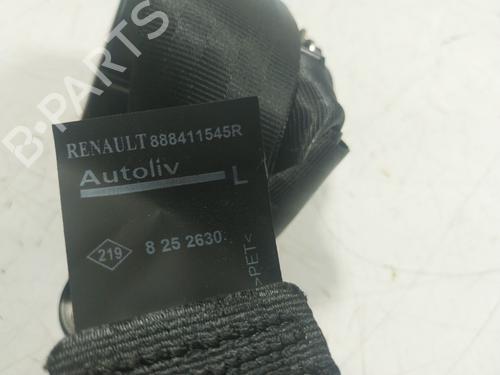 B-PARTS
RENAULT 888411545R
Autoliv
L
219
8 25 2630
>PET<